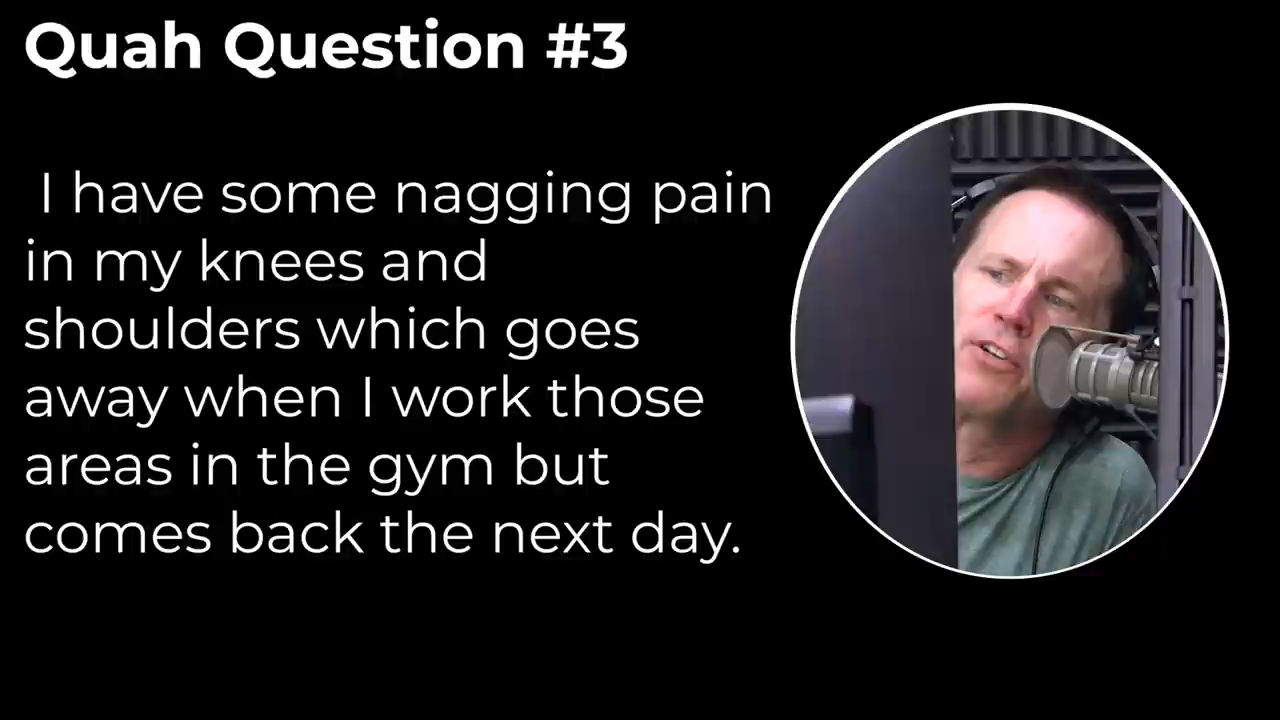 Quah Question #3
I have some nagging pain
in my knees and
shoulders which goes
away when I work those
areas in the gym but
comes back the next day.